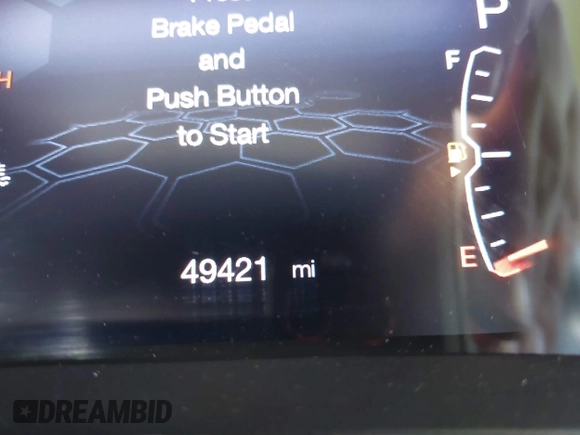 P
Brake Pedal
and
Push Button
to Start
F
H
E
49421 mi
DREAMBID